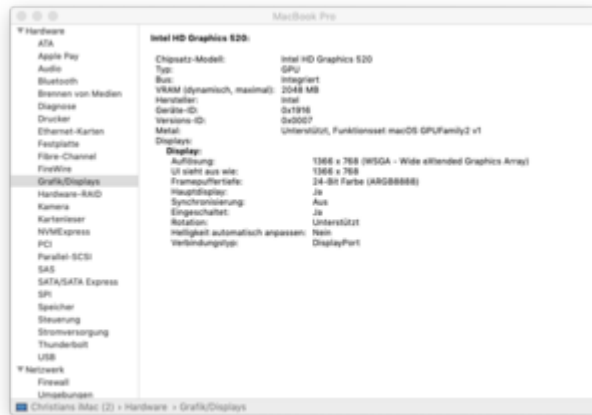 MacBook Pro
Hardware
ATA
Apple Pay
Audio
Bluetooth
Brennen von Medien
Diagnose
Drucker
Ethernet-Karten
Festplatte
Fibre-Channel
FireWire
Grafik/Displays
Hardware-RAID
Kamera
Kartenleser
NVMExpress
PCI
Parallel-SCSI
SAS
SATA/SATA Express
SPI
Speicher
Steuerung
Stromversorgung
Thunderbolt
USB
Netzwerk
Firewall
Umgebungen
Intel HD Graphics 520:
Chipsatz-Modell: Intel HD Graphics 520
Typ: GPU
Bus: Integriert
VRAM (dynamisch, maximal): 2048 MB
Hersteller: Intel
Geräte-ID: 0x1916
Versions-ID: 0x0007
Metal: Unterstützt, Funktionsset macOS GPUFamily2 v1
Displays:
Display:
Auflösung: 1366 x 768 (WSGA - Wide eXtended Graphics Array)
UI sieht aus wie: 1366 x 768
Framepuffertiefe: 24-Bit Farbe (ARGB8888)
Hauptdisplay: Ja
Synchronisierung: Aus
Eingeschaltet: Ja
Rotation: Unterstützt
Helligkeit automatisch anpassen: Nein
Verbindungstyp: DisplayPort
Christians iMac (2) › Hardware › Grafik/Displays